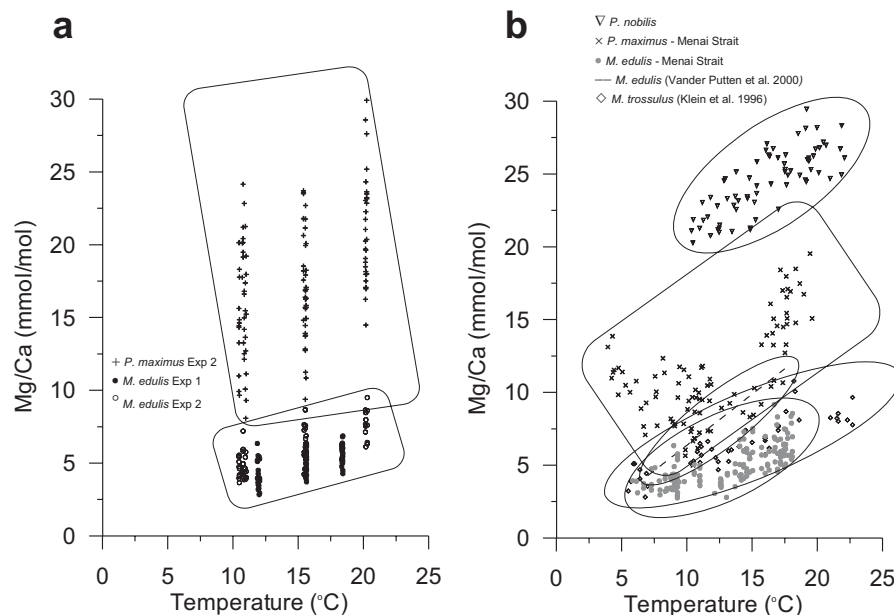 a
Mg/Ca (mmol/mol)
30
25
20
15
10
5
0
+ P. maximus Exp 2
● M. edulis Exp 1
○ M. edulis Exp 2
0 5 10 15 20 25
Temperature (°C)
b
▽ P. nobilis
× P. maximus - Menai Strait
● M. edulis - Menai Strait
— M. edulis (Vander Putten et al. 2000)
◇ M. trossulus (Klein et al. 1996)
Mg/Ca (mmol/mol)
30
25
20
15
10
5
0
0 5 10 15 20 25
Temperature (°C)